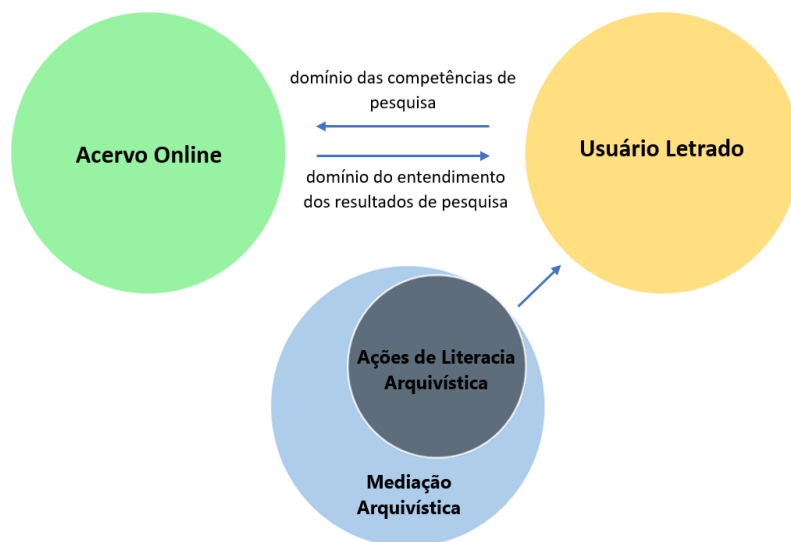 domínio das competências de
pesquisa
Acervo Online
Usuário Letrado
domínio do entendimento
dos resultados de pesquisa
Ações de Literacia
Arquivística
Mediação
Arquivística